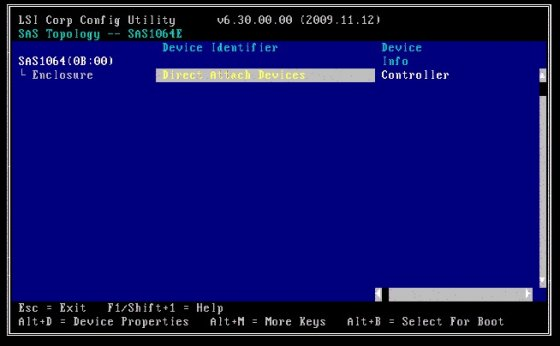 LSI Corp Config Utility v6.30.00.00 (2009.11.12)
SAS Topology -- SAS1064E
Device Identifier Device
Info
SAS1064(0B:00)
└ Enclosure Direct Attach Devices Controller
Esc = Exit F1/Shift+1 = Help
Alt+D = Device Properties Alt+M = More Keys Alt+B = Select For Boot